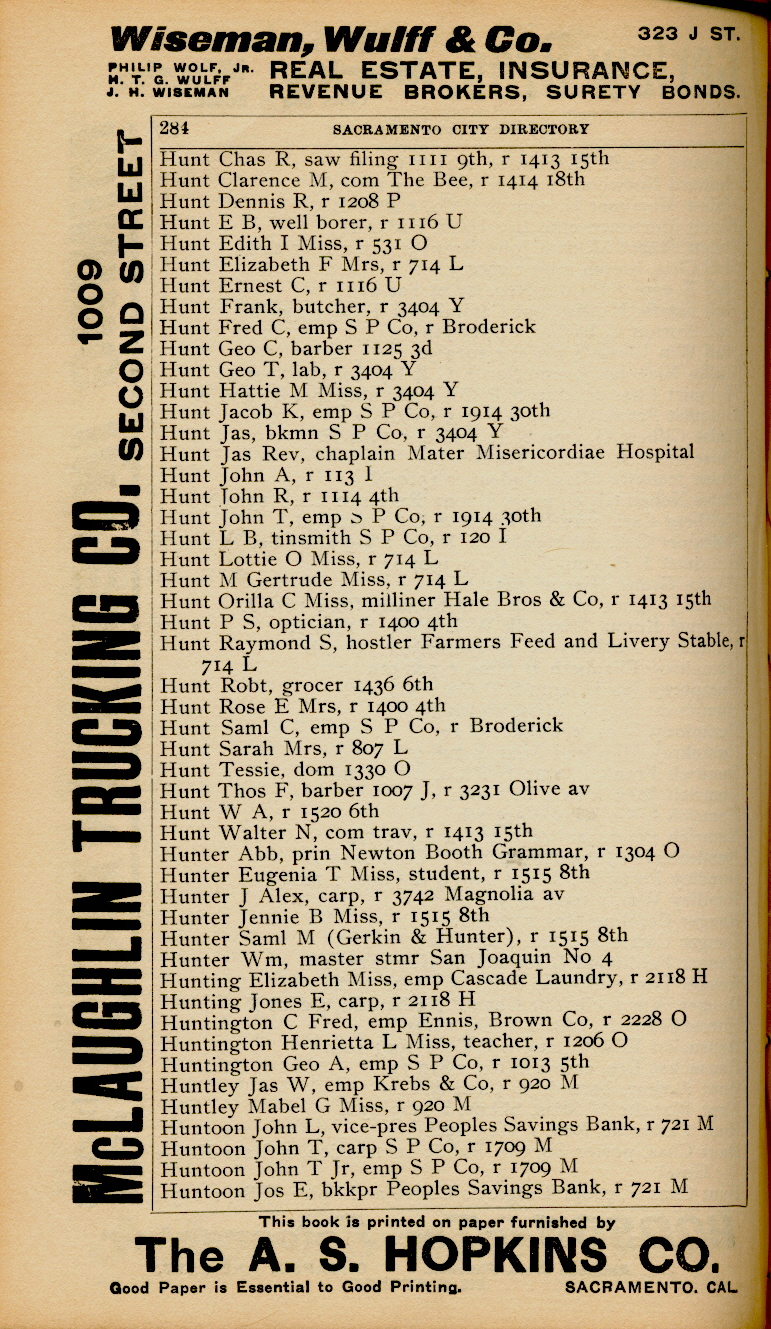 Wiseman, Wulff & Co. 323 J ST.
PHILIP WOLF, JR.
H. T. G. WULFF
J. H. WISEMAN
REAL ESTATE, INSURANCE,
REVENUE BROKERS, SURETY BONDS.
McLAUGHLIN TRUCKING CO. 1009 SECOND STREET
284 SACRAMENTO CITY DIRECTORY
Hunt Chas R, saw filing 1111 9th, r 1413 15th
Hunt Clarence M, com The Bee, r 1414 18th
Hunt Dennis R, r 1208 P
Hunt E B, well borer, r 1116 U
Hunt Edith I Miss, r 531 O
Hunt Elizabeth F Mrs, r 714 L
Hunt Ernest C, r 1116 U
Hunt Frank, butcher, r 3404 Y
Hunt Fred C, emp S P Co, r Broderick
Hunt Geo C, barber 1125 3d
Hunt Geo T, lab, r 3404 Y
Hunt Hattie M Miss, r 3404 Y
Hunt Jacob K, emp S P Co, r 1914 30th
Hunt Jas, bkmn S P Co, r 3404 Y
Hunt Jas Rev, chaplain Mater Misericordiae Hospital
Hunt John A, r 113 I
Hunt John R, r 1114 4th
Hunt John T, emp S P Co, r 1914 30th
Hunt L B, tinsmith S P Co, r 120 I
Hunt Lottie O Miss, r 714 L
Hunt M Gertrude Miss, r 714 L
Hunt Orilla C Miss, milliner Hale Bros & Co, r 1413 15th
Hunt P S, optician, r 1400 4th
Hunt Raymond S, hostler Farmers Feed and Livery Stable, r
714 L
Hunt Robt, grocer 1436 6th
Hunt Rose E Mrs, r 1400 4th
Hunt Saml C, emp S P Co, r Broderick
Hunt Sarah Mrs, r 807 L
Hunt Tessie, dom 1330 O
Hunt Thos F, barber 1007 J, r 3231 Olive av
Hunt W A, r 1520 6th
Hunt Walter N, com trav, r 1413 15th
Hunter Abb, prin Newton Booth Grammar, r 1304 O
Hunter Eugenia T Miss, student, r 1515 8th
Hunter J Alex, carp, r 3742 Magnolia av
Hunter Jennie B Miss, r 1515 8th
Hunter Saml M (Gerkin & Hunter), r 1515 8th
Hunter Wm, master stmr San Joaquin No 4
Hunting Elizabeth Miss, emp Cascade Laundry, r 2118 H
Hunting Jones E, carp, r 2118 H
Huntington C Fred, emp Ennis, Brown Co, r 2228 O
Huntington Henrietta L Miss, teacher, r 1206 O
Huntington Geo A, emp S P Co, r 1013 5th
Huntley Jas W, emp Krebs & Co, r 920 M
Huntley Mabel G Miss, r 920 M
Huntoon John L, vice-pres Peoples Savings Bank, r 721 M
Huntoon John T, carp S P Co, r 1709 M
Huntoon John T Jr, emp S P Co, r 1709 M
Huntoon Jos E, bkkpr Peoples Savings Bank, r 721 M
This book is printed on paper furnished by
The A. S. HOPKINS CO.
Good Paper is Essential to Good Printing. SACRAMENTO. CAL